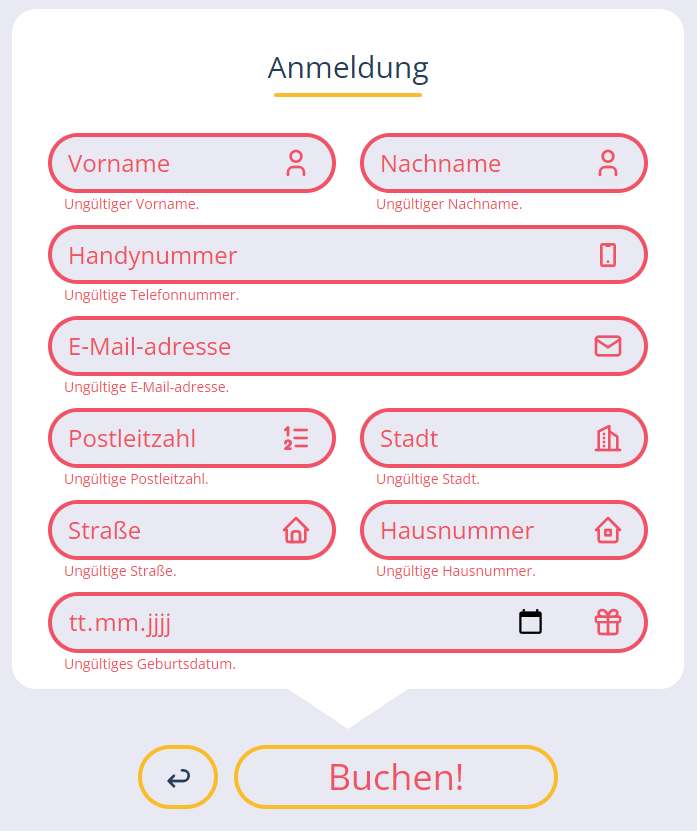 Anmeldung
Vorname
Nachname
Ungültiger Vorname.
Ungültiger Nachname.
Handynummer
Ungültige Telefonnummer.
E-Mail-adresse
Ungültige E-Mail-adresse.
Postleitzahl
Stadt
Ungültige Postleitzahl.
Ungültige Stadt.
Straße
Hausnummer
Ungültige Straße.
Ungültige Hausnummer.
tt.mm.jjjj
Ungültiges Geburtsdatum.
Buchen!